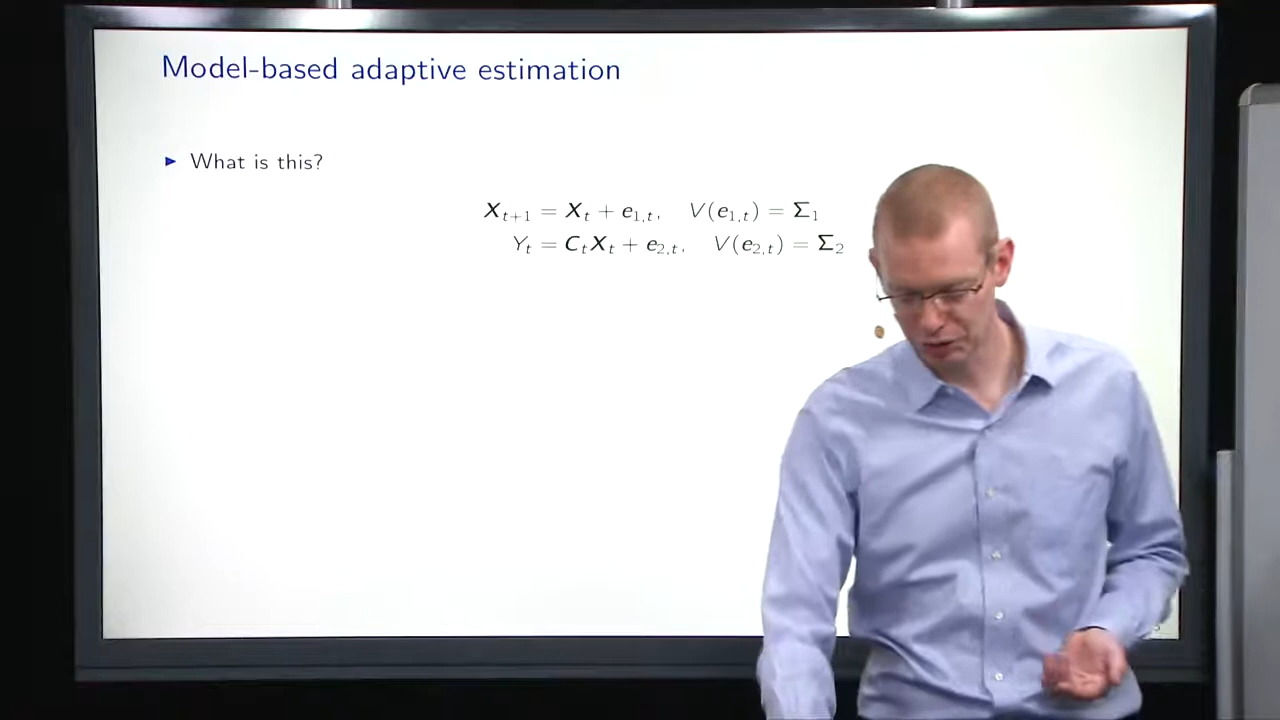 Model-based adaptive estimation
▶ What is this?
X_{t+1} = X_t + e_{1,t}, V(e_{1,t}) = Σ_1
Y_t = C_t X_t + e_{2,t}, V(e_{2,t}) = Σ_2